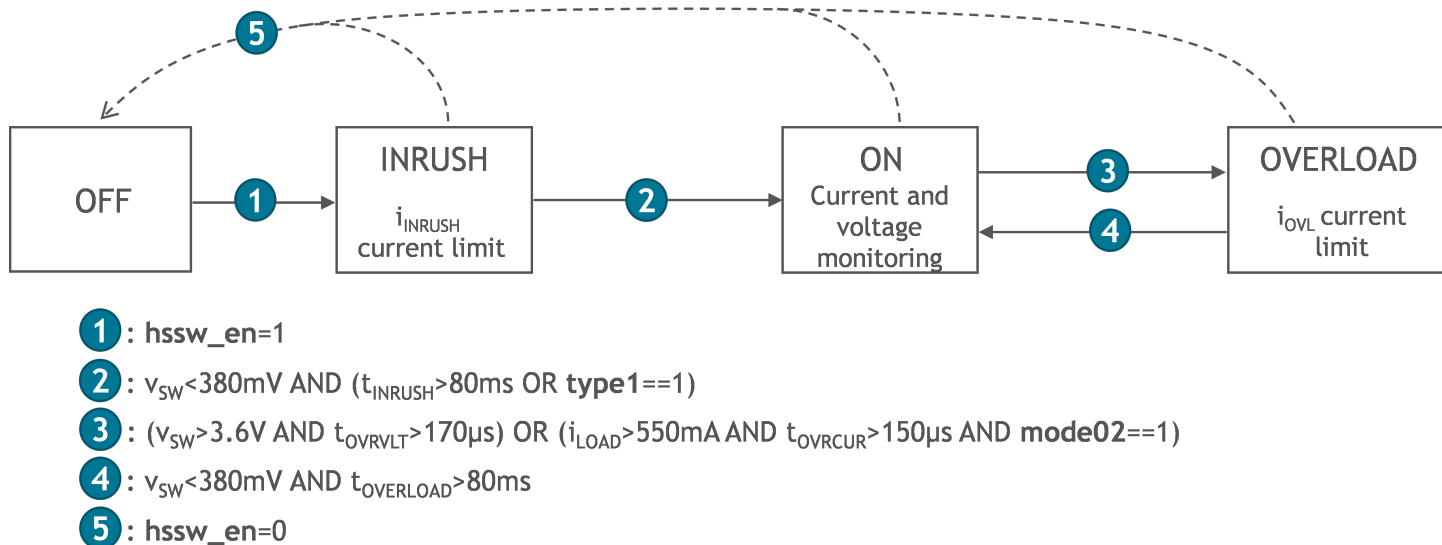 5
OFF
1
INRUSH
iINRUSH
current limit
2
ON
Current and
voltage
monitoring
3
4
OVERLOAD
iOVL current
limit
1 : hssw_en=1
2 : vSW<380mV AND (tINRUSH>80ms OR type1==1)
3 : (vSW>3.6V AND tOVRVLT>170µs) OR (iLOAD>550mA AND tOVRCUR>150µs AND mode02==1)
4 : vSW<380mV AND tOVERLOAD>80ms
5 : hssw_en=0